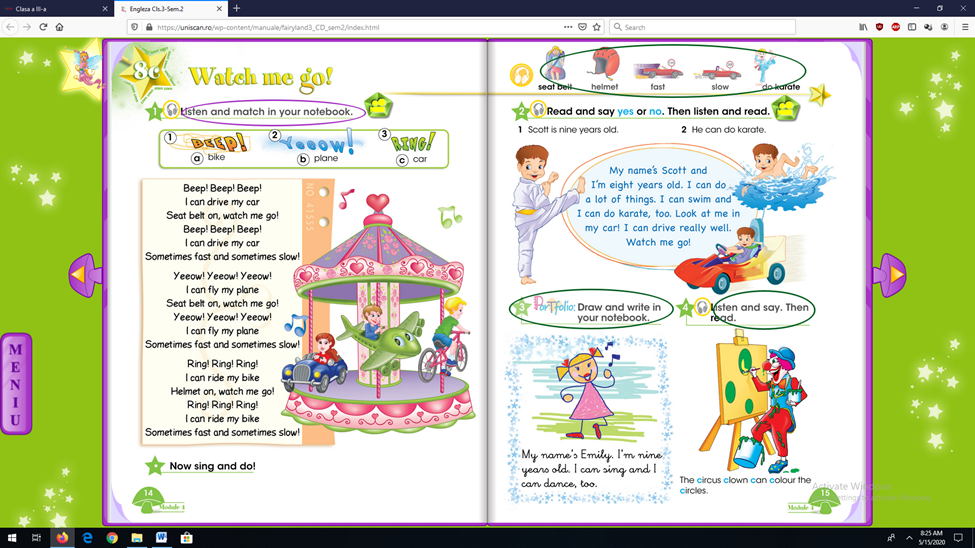 Clasa a III-a
Engleza Cls.3-Sem.2
https://uniscan.ro/wp-content/manuale/fairyland3_CD_sem2/index.html
Search
8c
Watch me go!
1 Listen and match in your notebook.
1 BEEP! 2 Yeeow! 3 RING!
a bike b plane c car
NO 41555
Beep! Beep! Beep!
I can drive my car
Seat belt on, watch me go!
Beep! Beep! Beep!
I can drive my car
Sometimes fast and sometimes slow!
Yeeow! Yeeow! Yeeow!
I can fly my plane
Seat belt on, watch me go!
Yeeow! Yeeow! Yeeow!
I can fly my plane
Sometimes fast and sometimes slow!
Ring! Ring! Ring!
I can ride my bike
Helmet on, watch me go!
Ring! Ring! Ring!
I can ride my bike
Sometimes fast and sometimes slow!
Now sing and do!
14
Module 4
MENIU
seat belt helmet fast slow do karate
2 Read and say yes or no. Then listen and read.
1 Scott is nine years old. 2 He can do karate.
My name's Scott and
I'm eight years old. I can do
a lot of things. I can swim and
I can do karate, too. Look at me in
my car! I can drive really well.
Watch me go!
3 Portfolio: Draw and write in
your notebook.
My name's Emily. I'm nine
years old. I can sing and I
can dance, too.
4 Listen and say. Then
read.
The circus clown can colour the
circles.
15
Module 4
Activate Windows
8:25 AM
5/15/2020